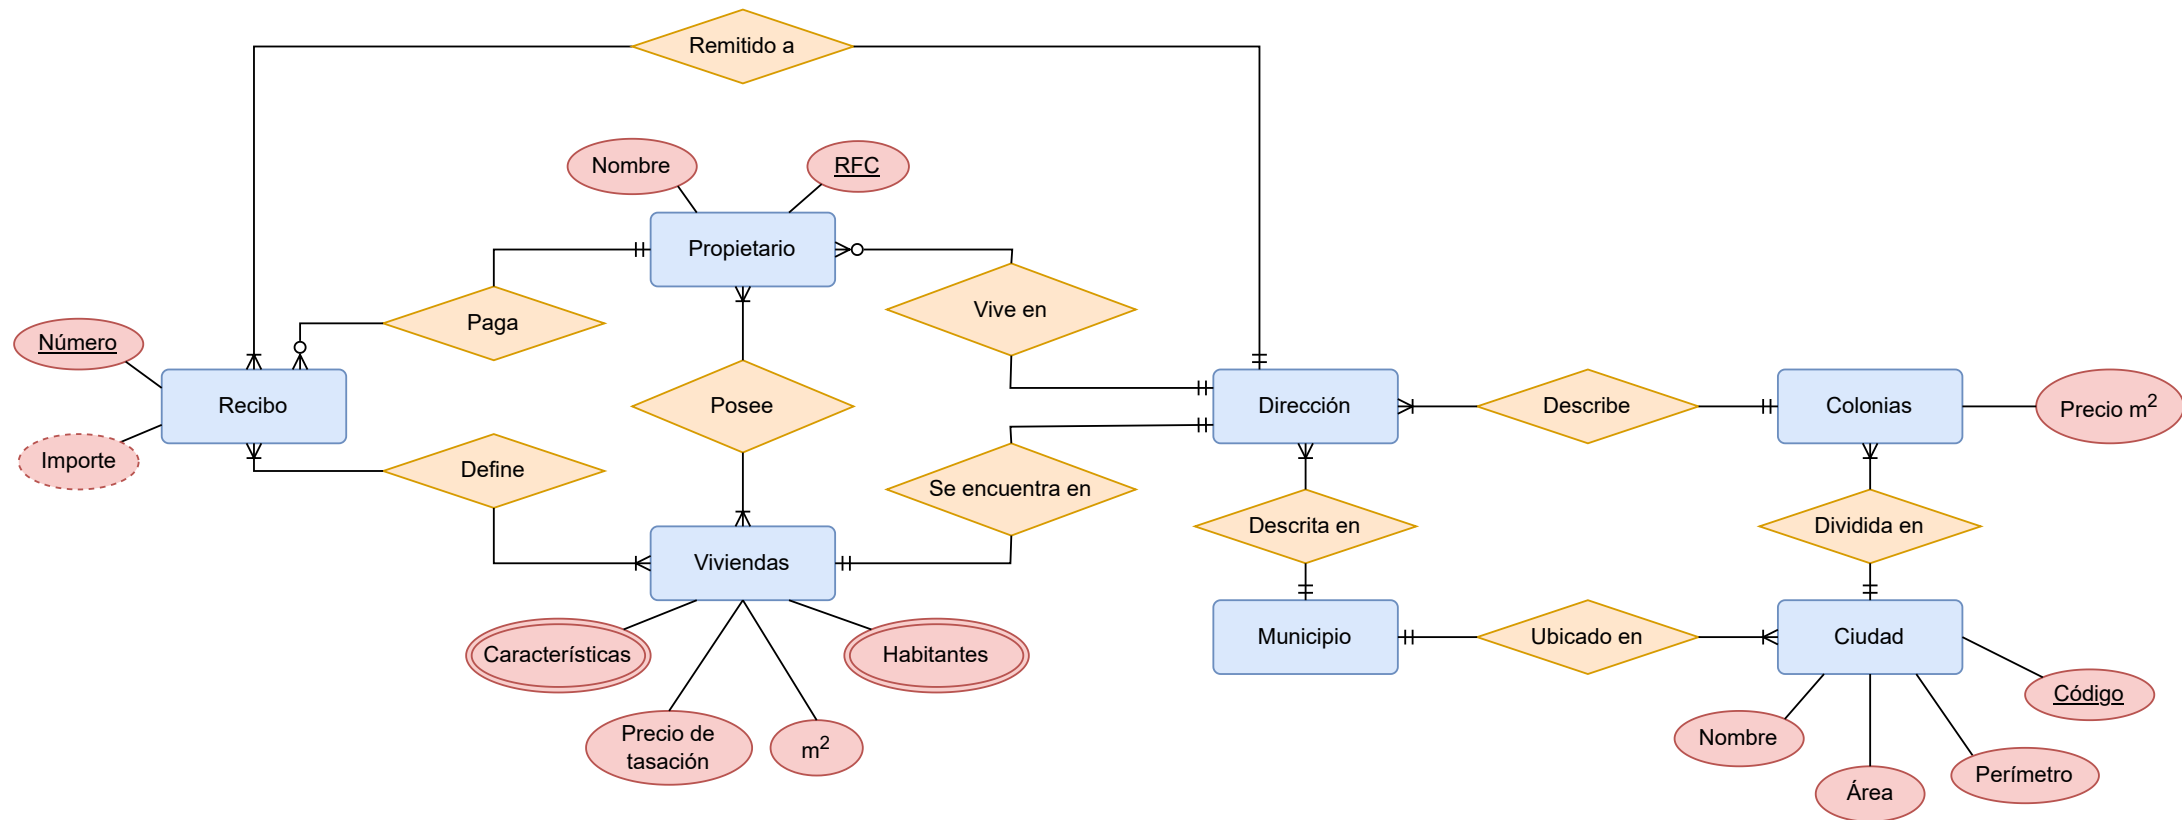 Remitido a
Nombre
RFC
Propietario
Paga
Vive en
Número
Recibo
Posee
Dirección
Describe
Colonias
Precio m²
Importe
Define
Se encuentra en
Descrita en
Dividida en
Viviendas
Municipio
Ubicado en
Ciudad
Características
Habitantes
Código
Precio de
tasación
m²
Nombre
Perímetro
Área